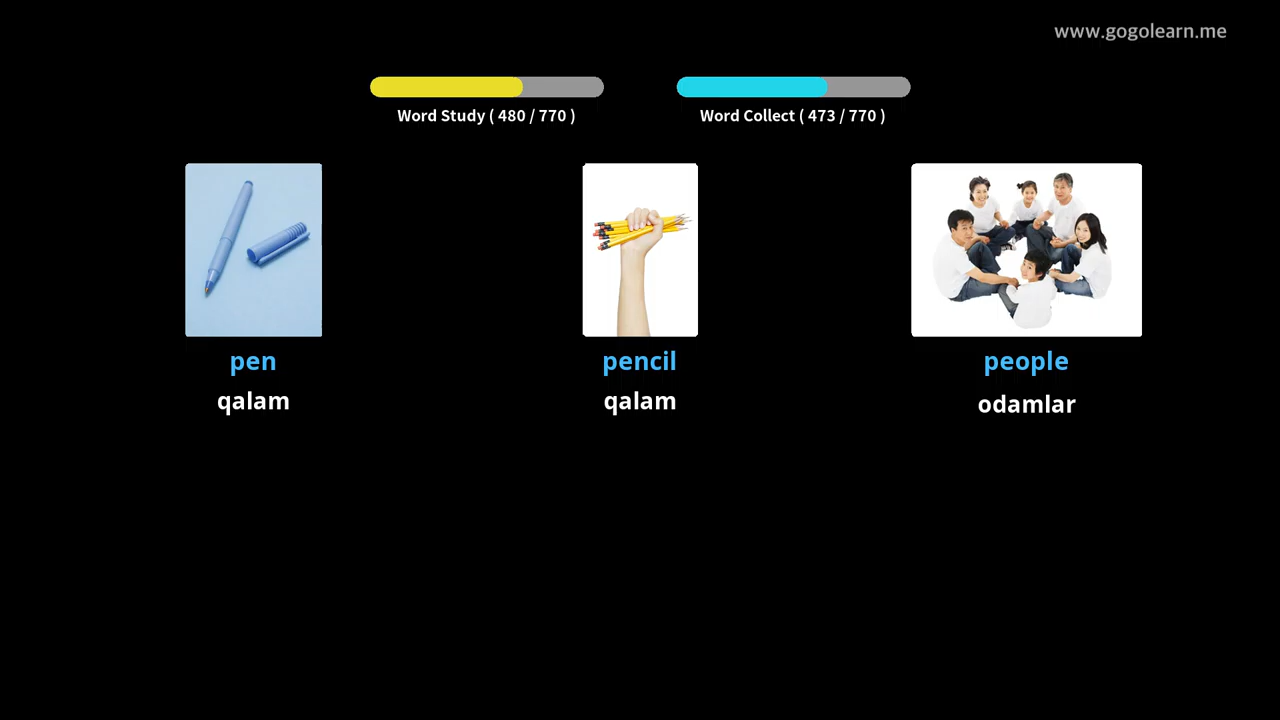 www.gogolearn.me
Word Study ( 480 / 770 )
Word Collect ( 473 / 770 )
pen
pencil
people
qalam
qalam
odamlar